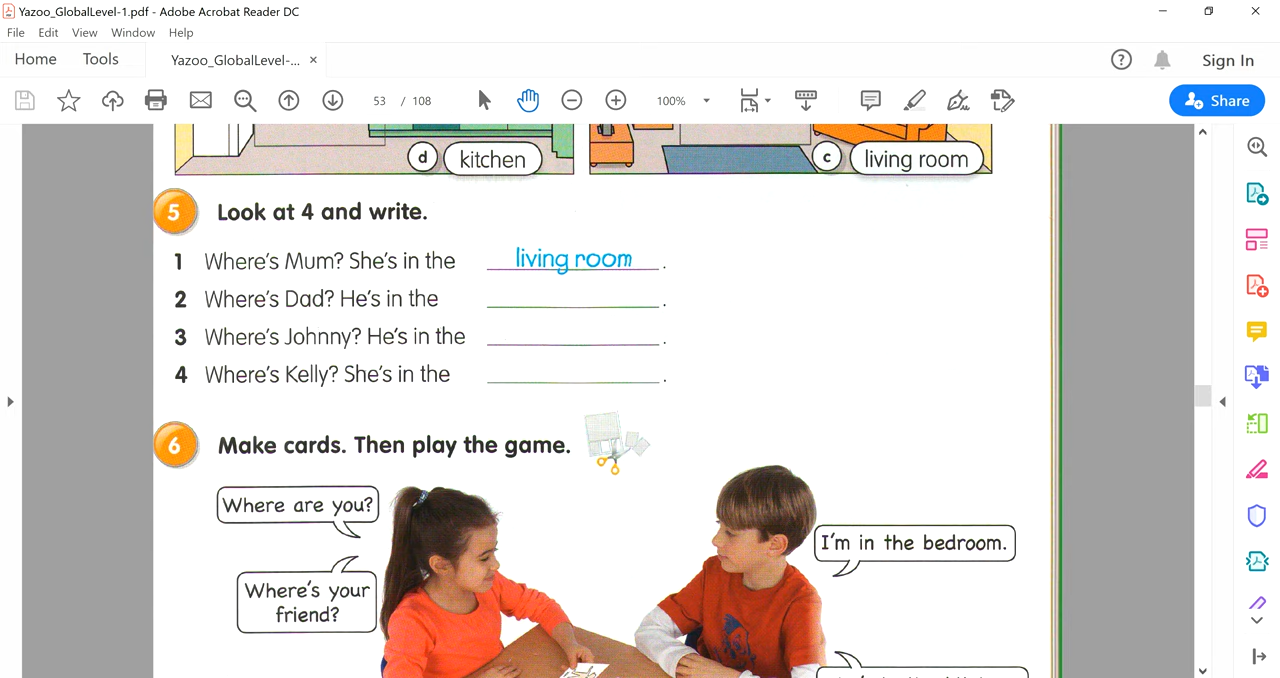 Yazoo_GlobalLevel-1.pdf - Adobe Acrobat Reader DC
File Edit View Window Help
Home Tools Yazoo_GlobalLevel-... × Sign In
53 / 108 100% Share
d kitchen c living room
5 Look at 4 and write.
1 Where's Mum? She's in the living room .
2 Where's Dad? He's in the ____ .
3 Where's Johnny? He's in the ____ .
4 Where's Kelly? She's in the ____ .
6 Make cards. Then play the game.
Where are you?
I'm in the bedroom.
Where's your
friend?